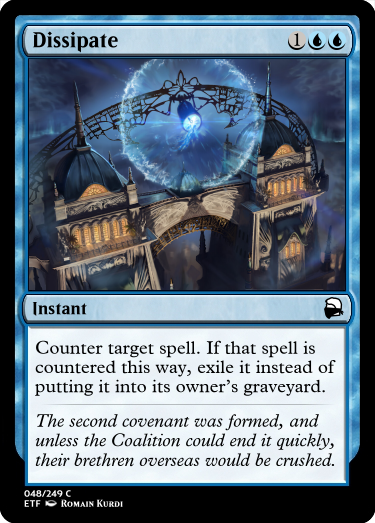 Dissipate 1
Instant
Counter target spell. If that spell is
countered this way, exile it instead of
putting it into its owner's graveyard.
The second covenant was formed, and
unless the Coalition could end it quickly,
their brethren overseas would be crushed.
048/249 C
ETF Romain Kurdi